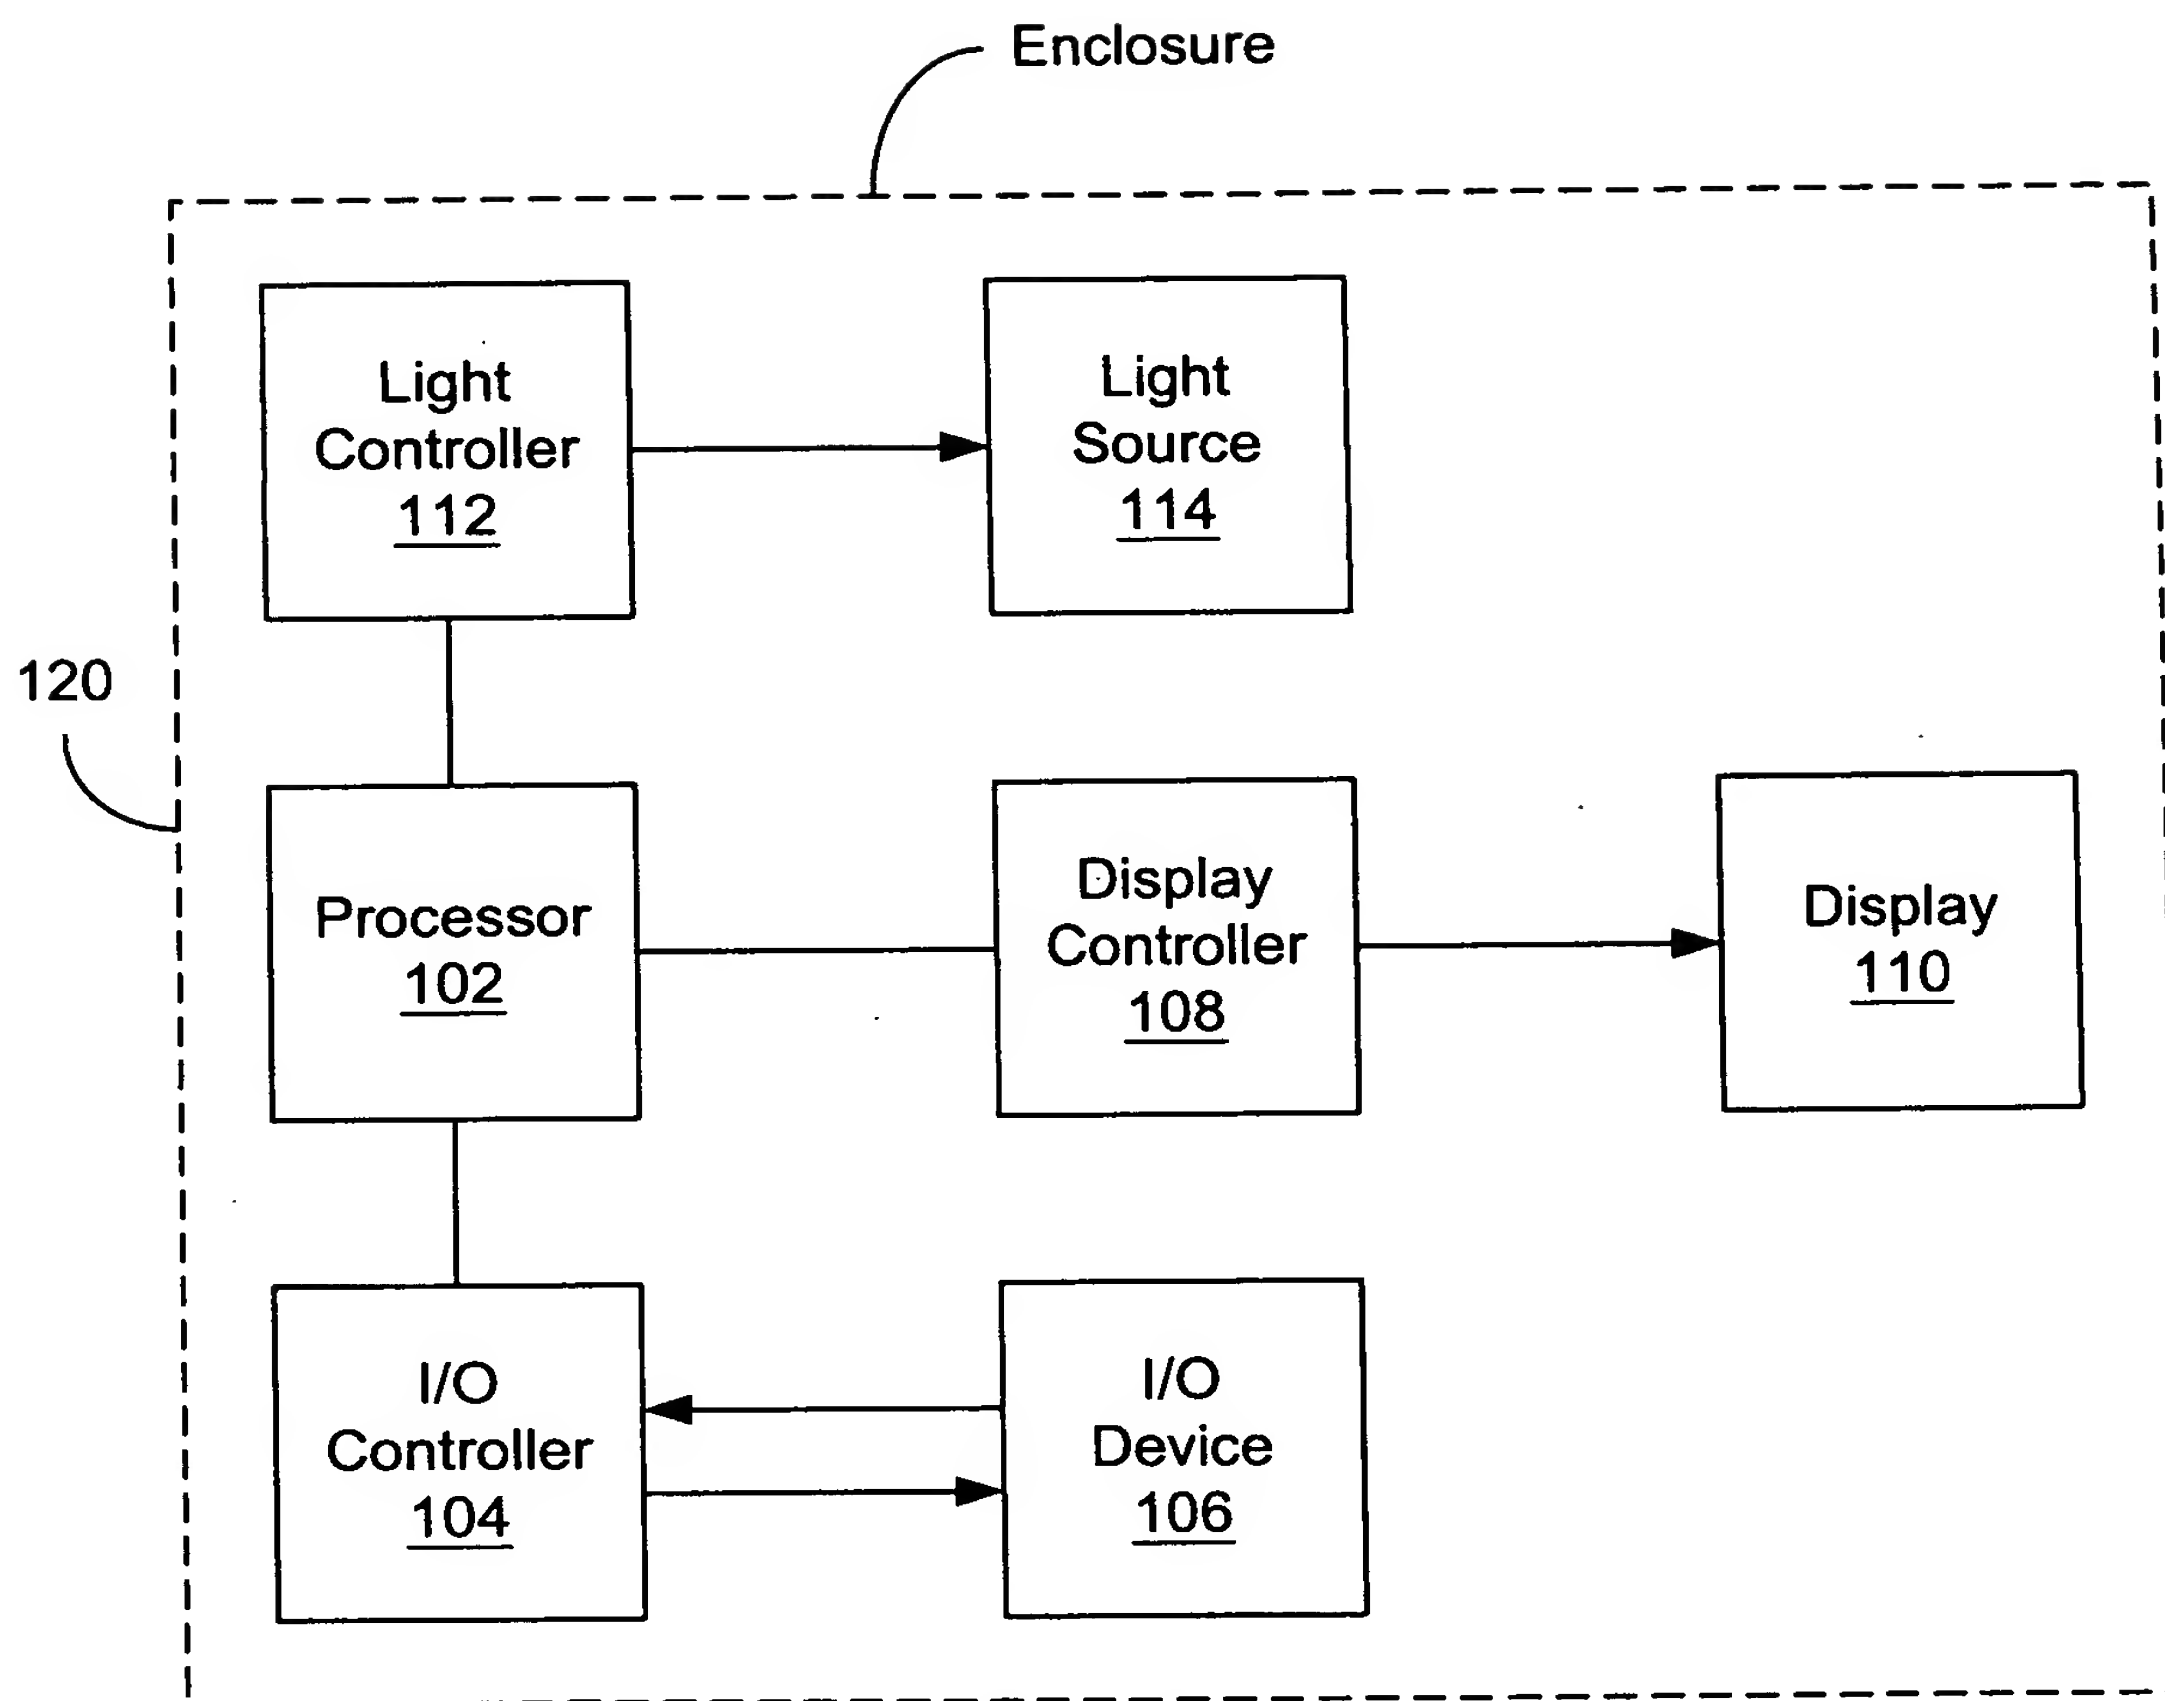 Enclosure
Light
Controller
112
Light
Source
114
120
Processor
102
Display
Controller
108
Display
110
I/O
Controller
104
I/O
Device
106